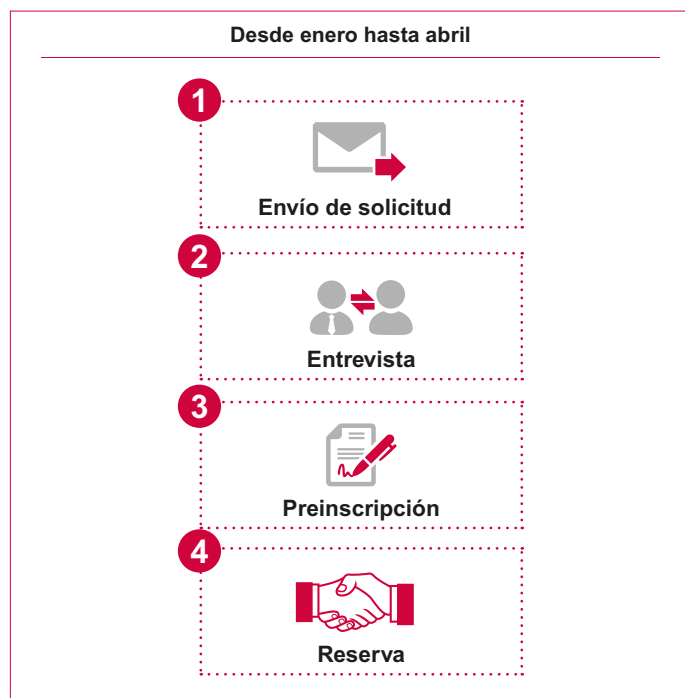 Desde enero hasta abril
1
Envío de solicitud
2
Entrevista
3
Preinscripción
4
Reserva